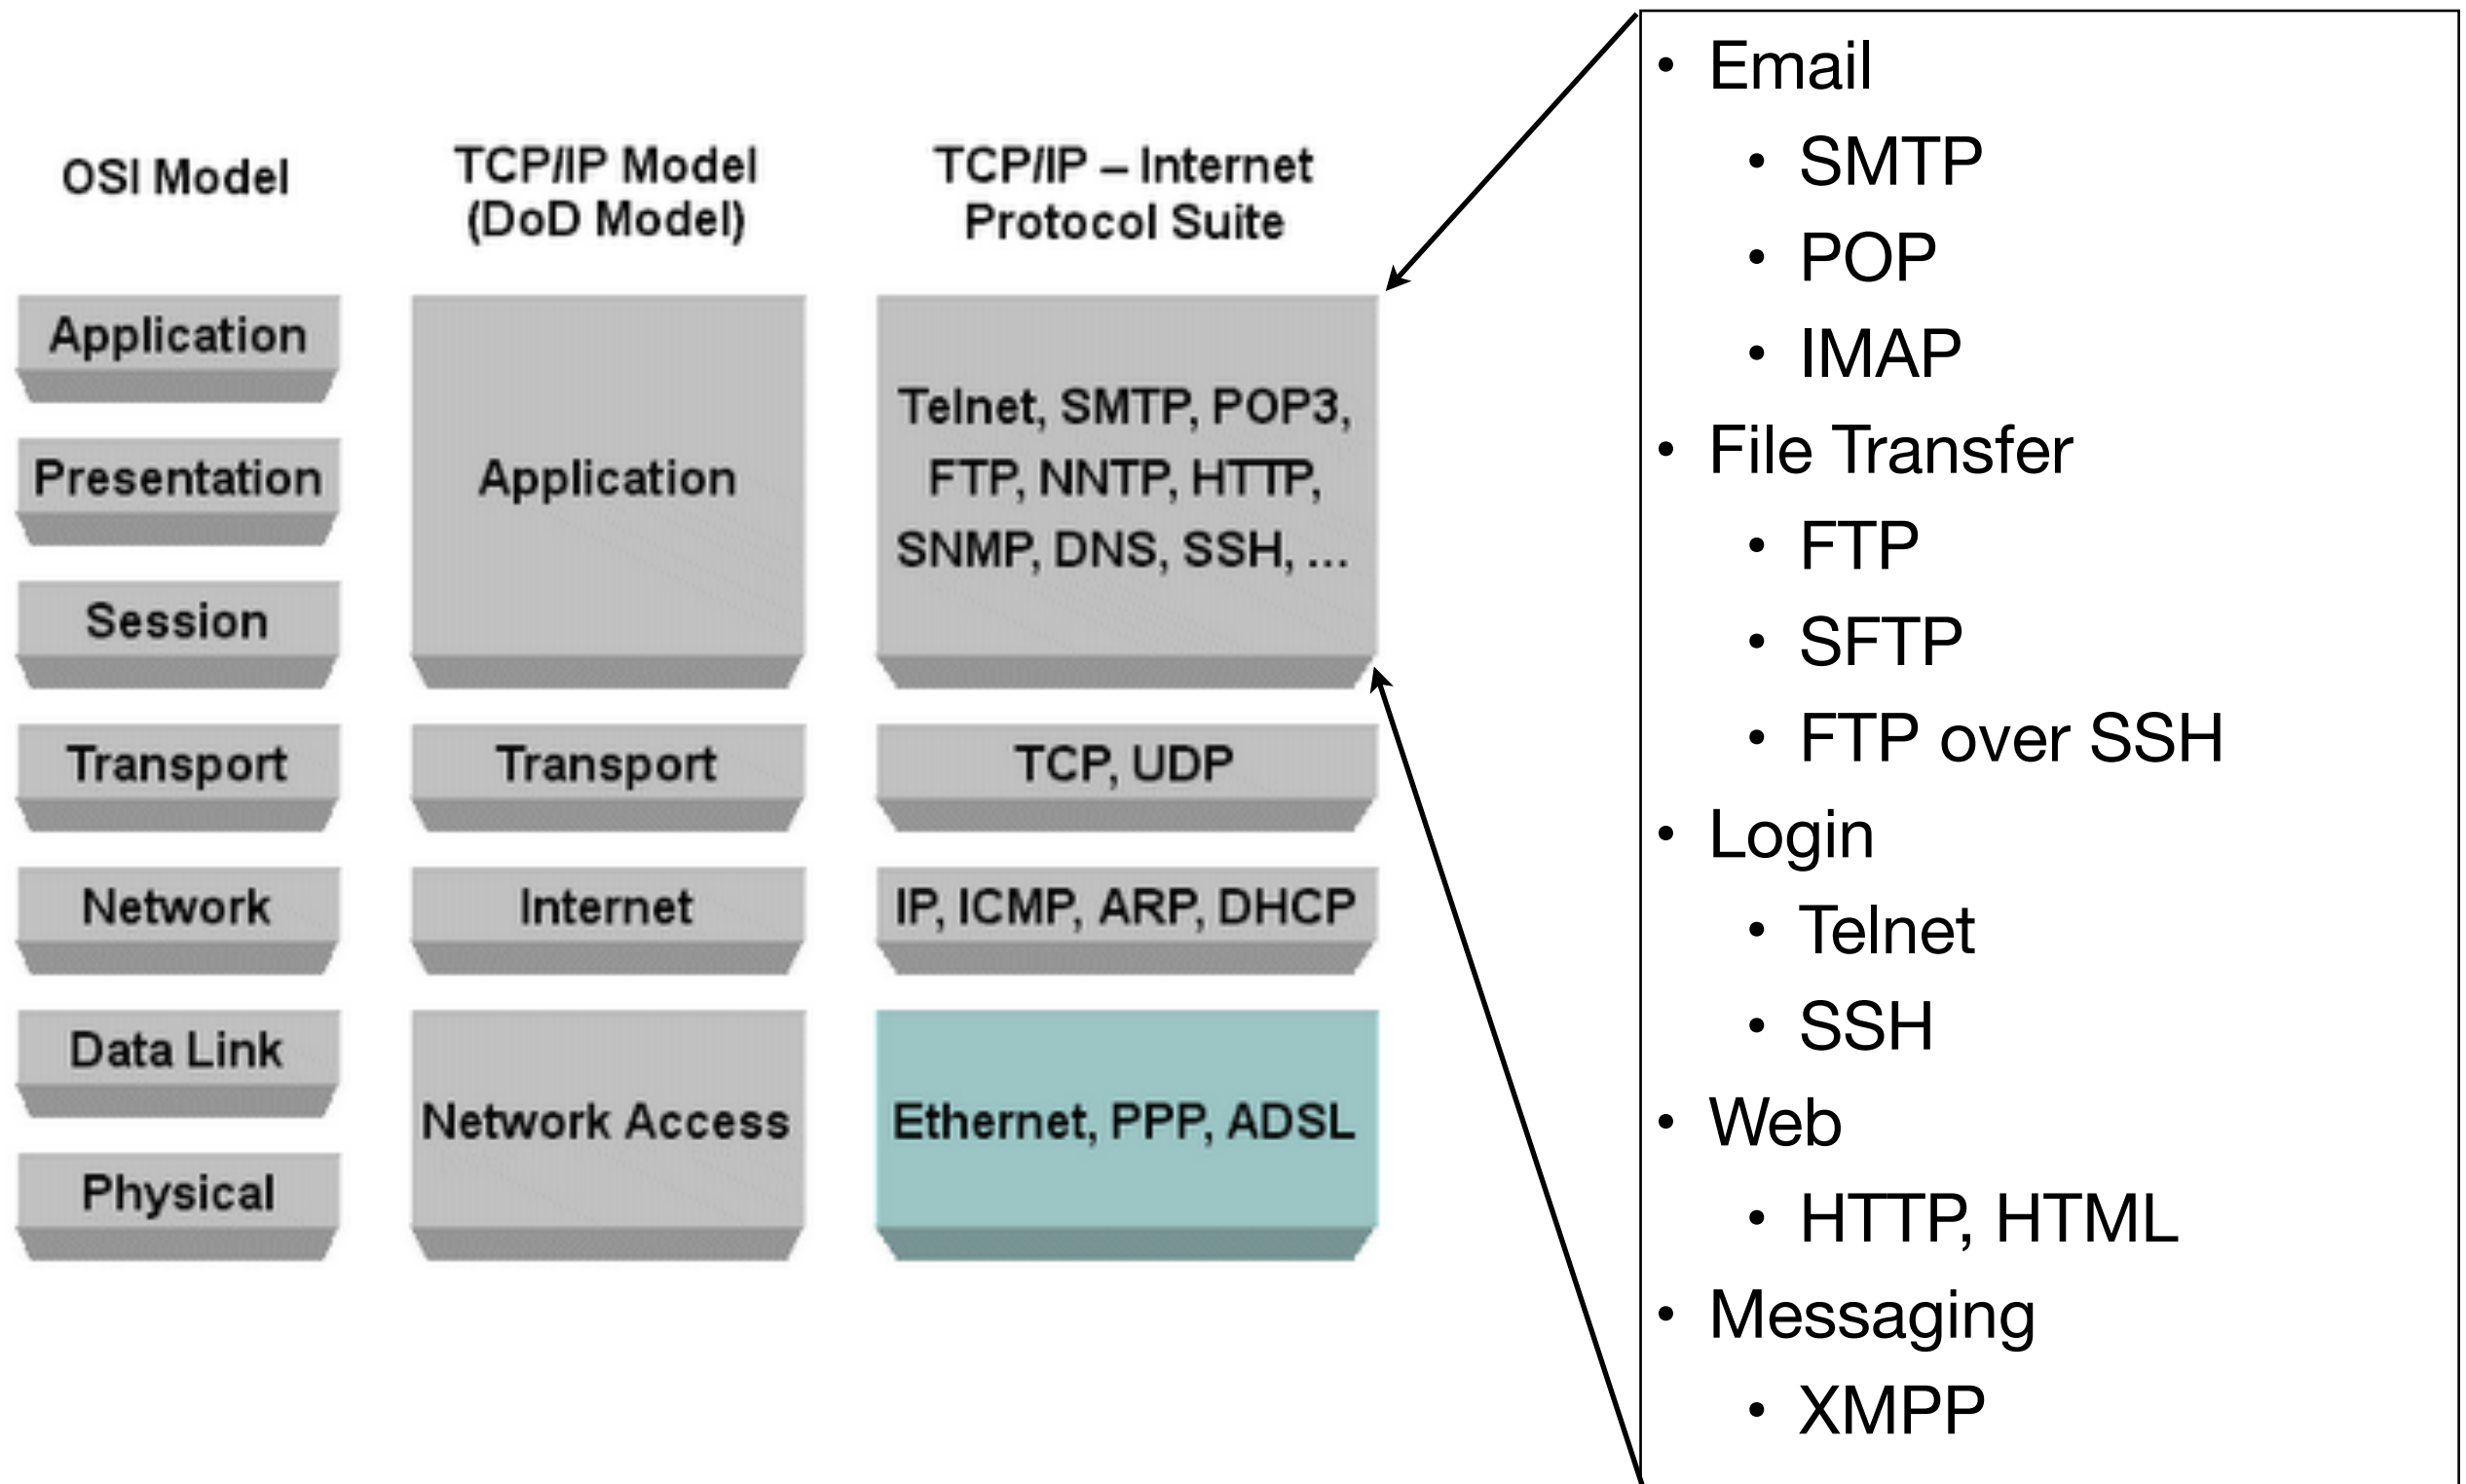 OSI Model
Application
Presentation
Session
Transport
Network
Data Link
Physical
TCP/IP Model
(DoD Model)
Application
Transport
Internet
Network Access
TCP/IP – Internet
Protocol Suite
Telnet, SMTP, POP3,
FTP, NNTP, HTTP,
SNMP, DNS, SSH, ...
TCP, UDP
IP, ICMP, ARP, DHCP
Ethernet, PPP, ADSL
• Email
• SMTP
• POP
• IMAP
• File Transfer
• FTP
• SFTP
• FTP over SSH
• Login
• Telnet
• SSH
• Web
• HTTP, HTML
• Messaging
• XMPP